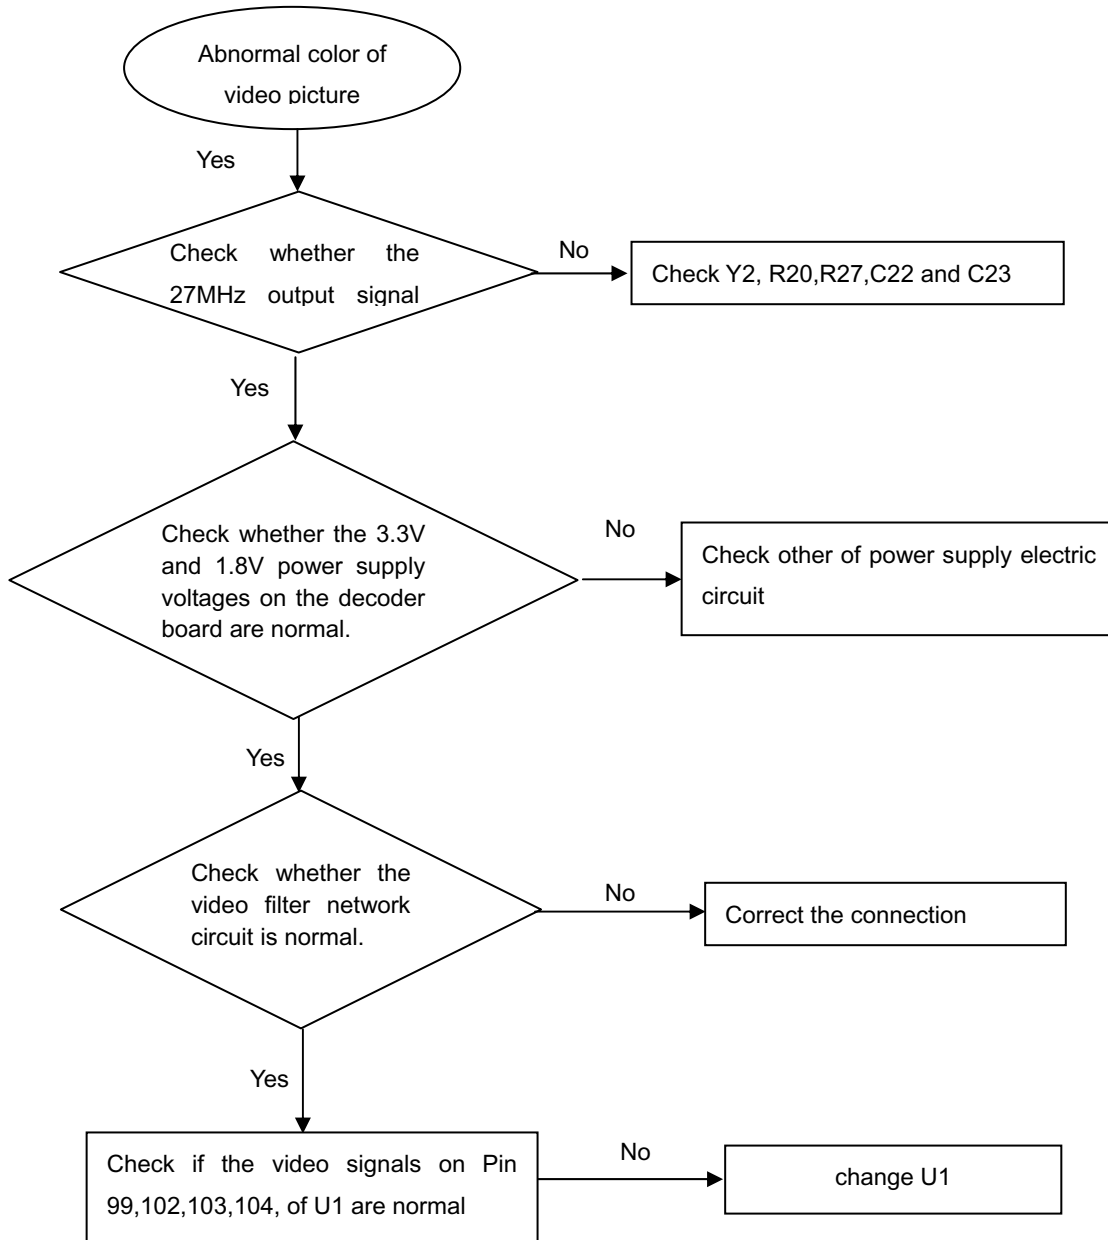 Abnormal color of
video picture
Yes
Check whether the
27MHz output signal
No
Check Y2, R20,R27,C22 and C23
Yes
Check whether the 3.3V
and 1.8V power supply
voltages on the decoder
board are normal.
No
Check other of power supply electric
circuit
Yes
Check whether the
video filter network
circuit is normal.
No
Correct the connection
Yes
Check if the video signals on Pin
99,102,103,104, of U1 are normal
No
change U1